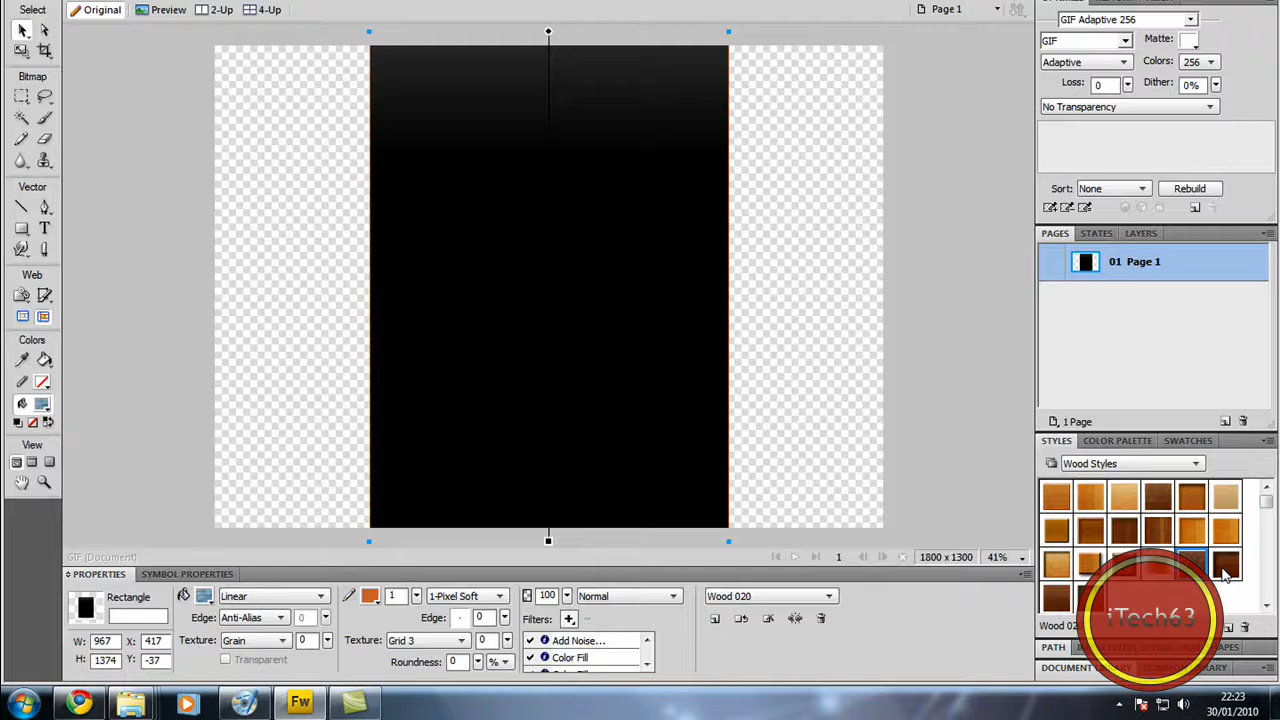 Select
Original Preview 2-Up 4-Up Page 1
GIF Adaptive 256
GIF Matte:
Adaptive Colors: 256
Loss: 0 Dither: 0%
No Transparency
Bitmap
Vector
Sort: None Rebuild
PAGES STATES LAYERS
01 Page 1
Web
Colors
1 Page
View
STYLES COLOR PALETTE SWATCHES
Wood Styles
GIF (Document) 1 1800 x 1300 41%
PROPERTIES SYMBOL PROPERTIES
Rectangle Linear 1 1-Pixel Soft 100 Normal Wood 020
Edge: Anti-Alias 0 Edge: 0 Filters:
W: 967 X: 417 Texture: Grain 0 Texture: Grid 3 0 Add Noise...
H: 1374 Y: -37 Transparent Roundness: 0 % Color Fill
iTech63
PATH
Fw
22:23
30/01/2010